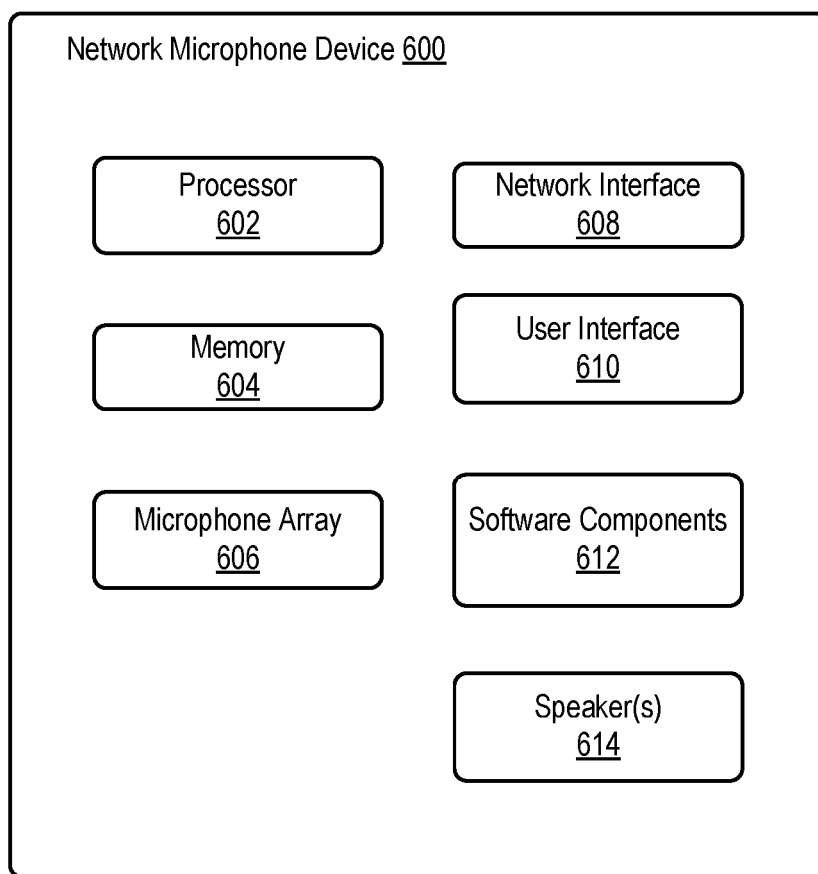 Network Microphone Device 600
Processor
602
Network Interface
608
Memory
604
User Interface
610
Microphone Array
606
Software Components
612
Speaker(s)
614